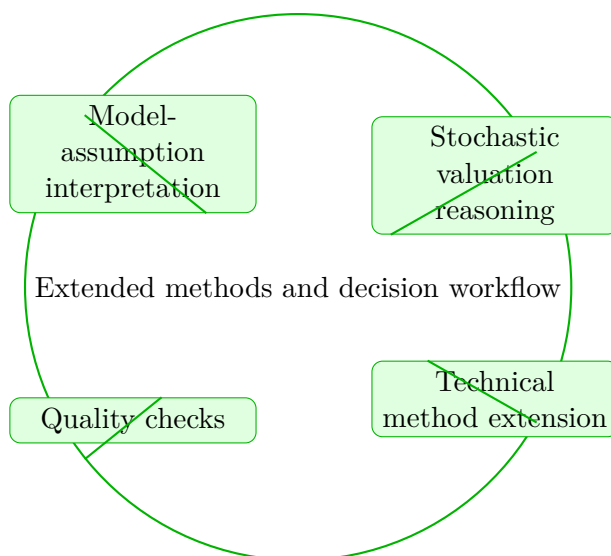 Model-
assumption
interpretation
Stochastic
valuation
reasoning
Extended methods and decision workflow
Quality checks
Technical
method extension